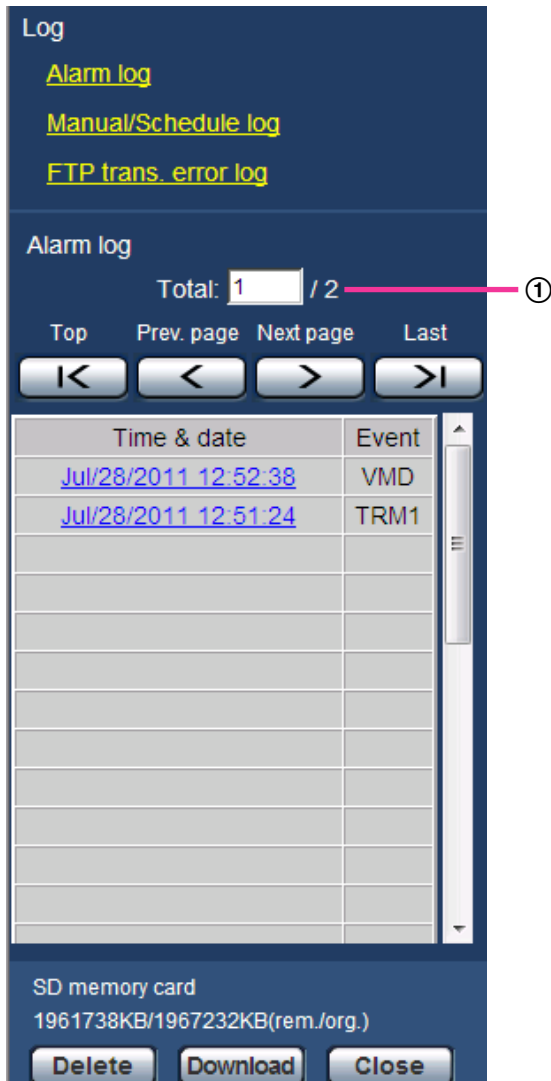 Log
Alarm log
Manual/Schedule log
FTP trans. error log
Alarm log
Total: 1 / 2 ①
Top Prev. page Next page Last
Time & date Event
Jul/28/2011 12:52:38 VMD
Jul/28/2011 12:51:24 TRM1
SD memory card
1961738KB/1967232KB(rem./org.)
Delete Download Close